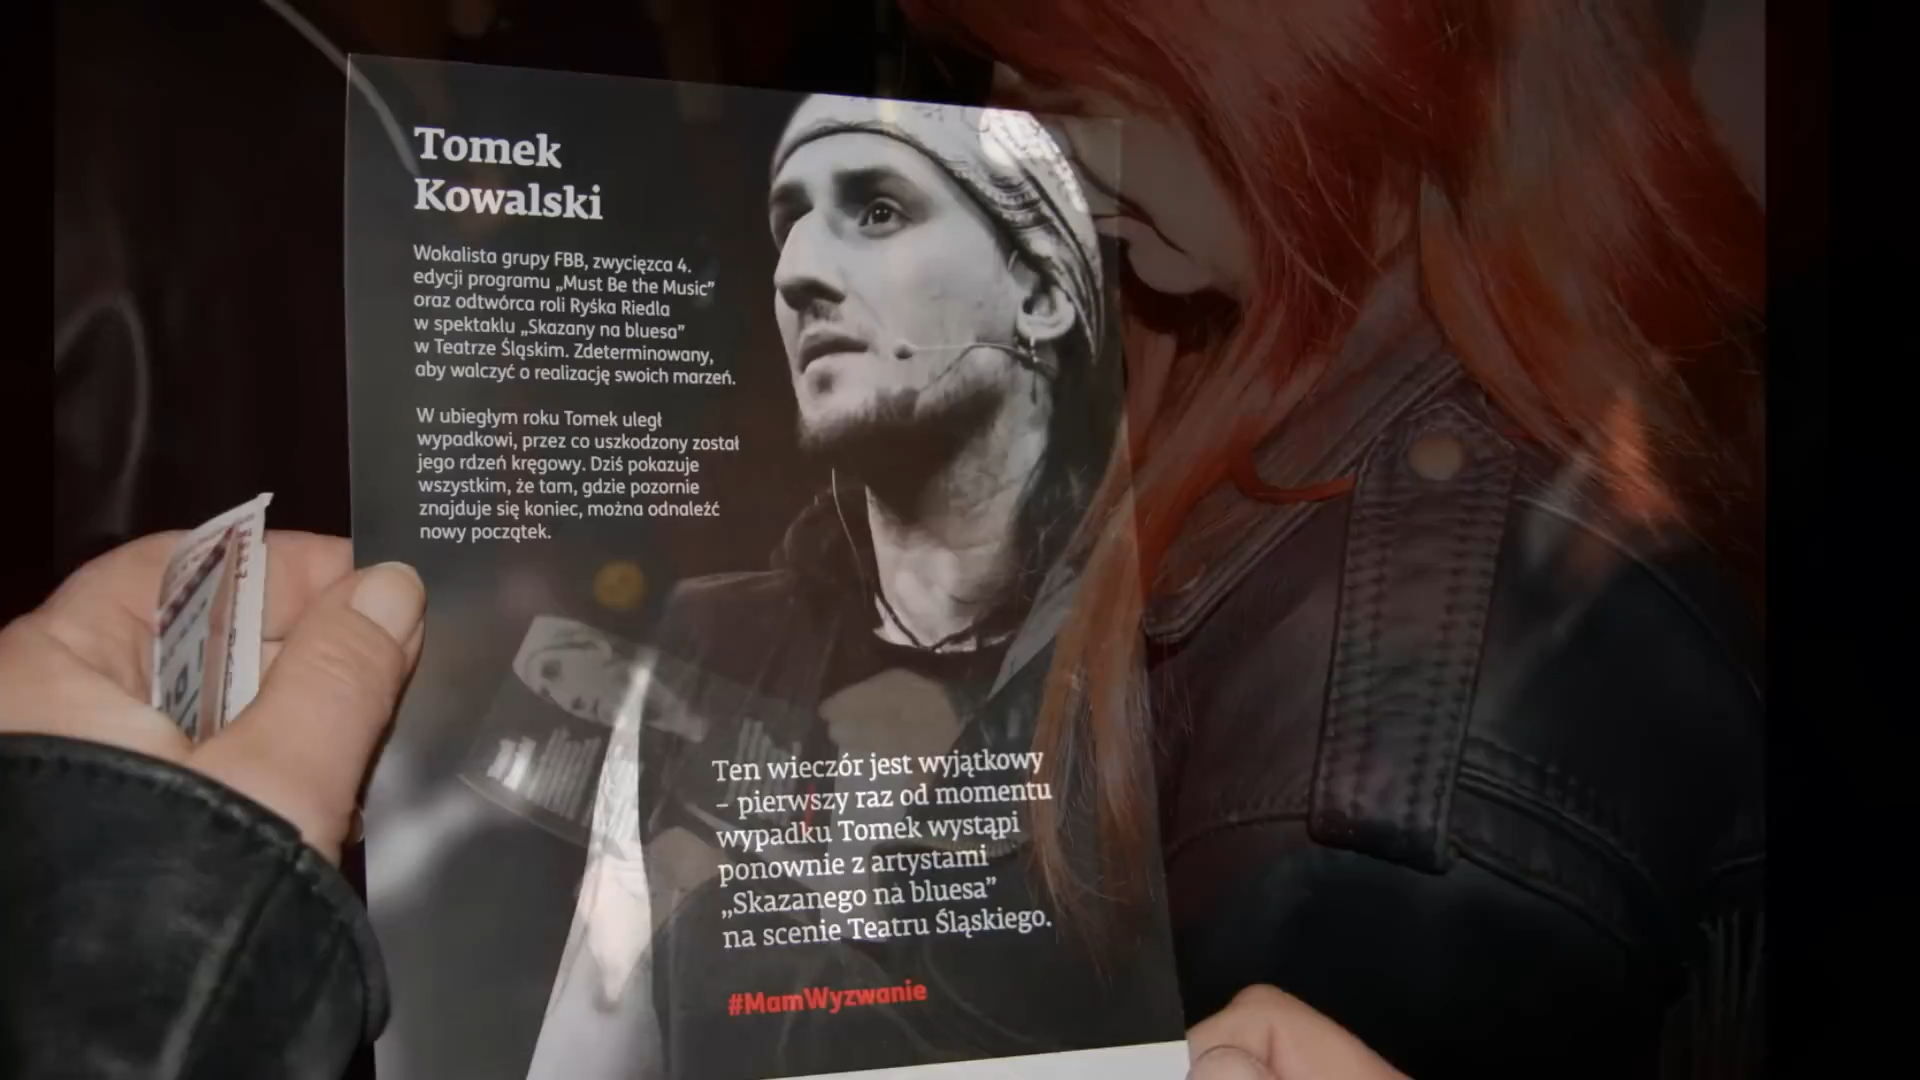 Tomek
Kowalski
Wokalista grupy FBB, zwycięzca 4.
edycji programu „Must Be the Music”
oraz odtwórca roli Ryśka Riedla
w spektaklu „Skazany na bluesa”
w Teatrze Śląskim. Zdeterminowany,
aby walczyć o realizację swoich marzeń.
W ubiegłym roku Tomek uległ
wypadkowi, przez co uszkodzony został
jego rdzeń kręgowy. Dziś pokazuje
wszystkim, że tam, gdzie pozornie
znajduje się koniec, można odnaleźć
nowy początek.
Ten wieczór jest wyjątkowy
– pierwszy raz od momentu
wypadku Tomek wystąpi
ponownie z artystami
„Skazanego na bluesa”
na scenie Teatru Śląskiego.
#MamWyzwanie